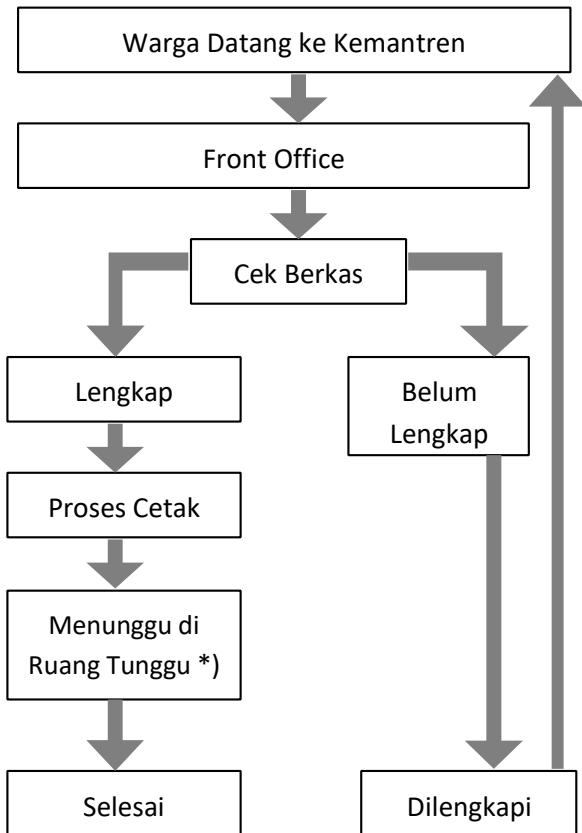 Warga Datang ke Kemantren
Front Office
Cek Berkas
Lengkap
Belum
Lengkap
Proses Cetak
Menunggu di
Ruang Tunggu *)
Selesai
Dilengkapi